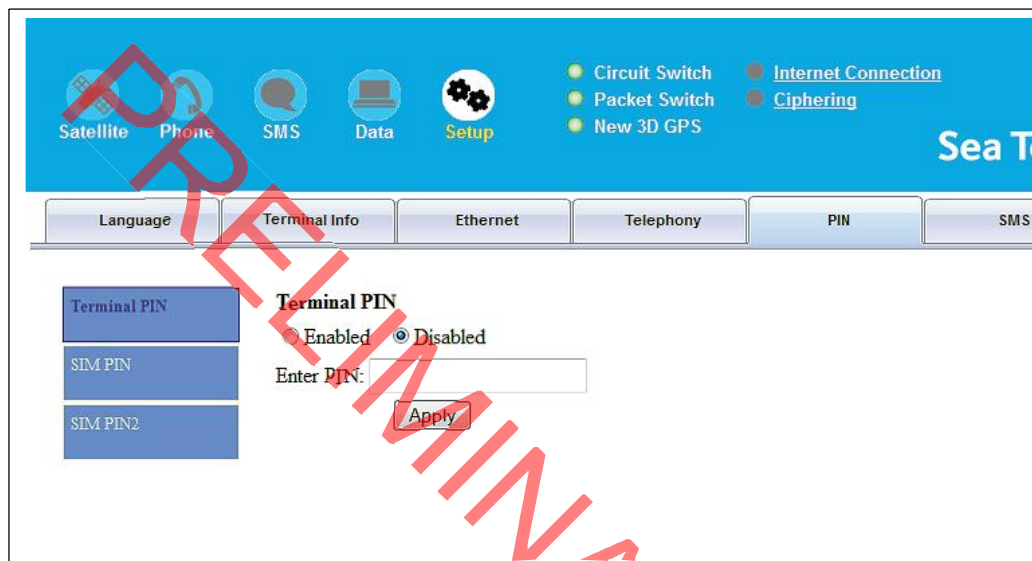 Circuit Switch
Internet Connection
Packet Switch
Ciphering
New 3D GPS
Satellite Phone SMS Data Setup
Sea T
Language Terminal Info Ethernet Telephony PIN SMS
Terminal PIN
SIM PIN
SIM PIN2
Terminal PIN
Enabled Disabled
Enter PIN:
Apply
PRELIMINA